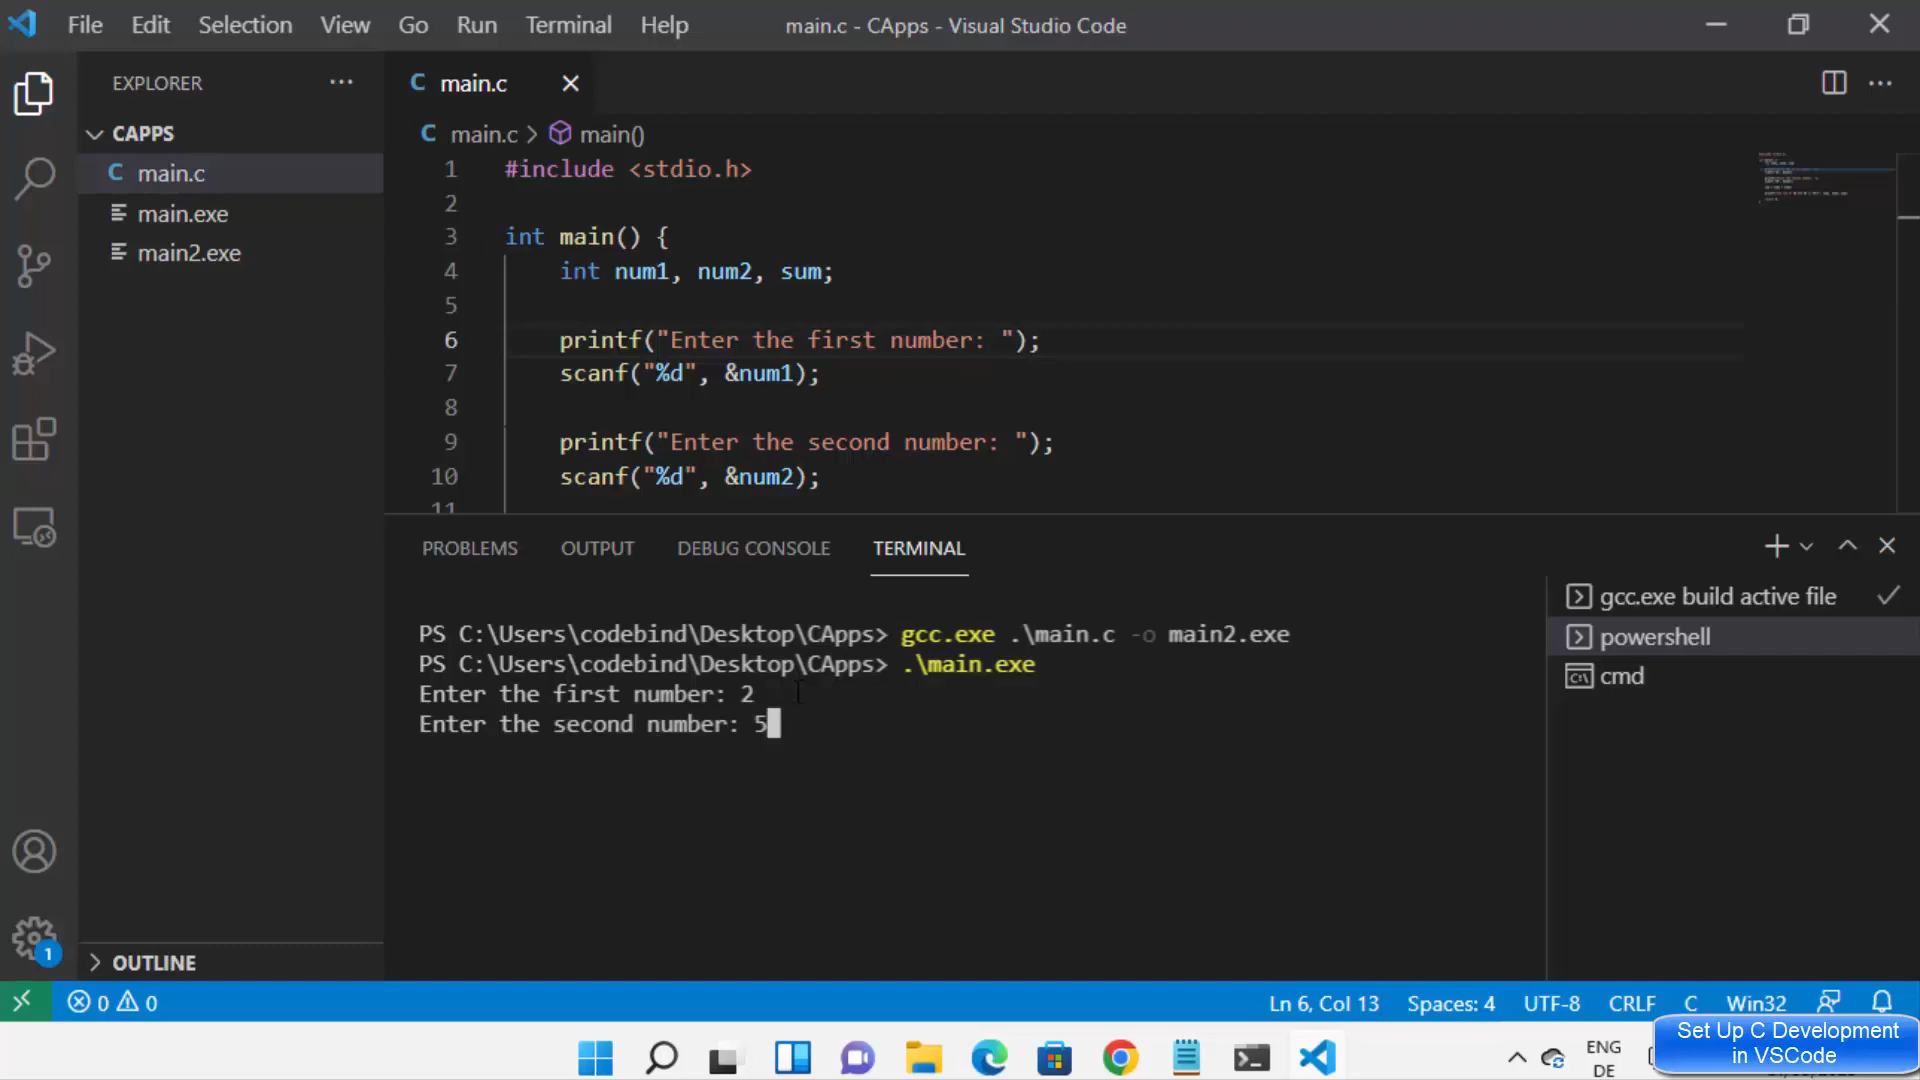 File Edit Selection View Go Run Terminal Help
main.c - CApps - Visual Studio Code
EXPLORER
CAPPS
main.c
main.exe
main2.exe
OUTLINE
main.c
main.c > main()
1 #include <stdio.h>
2
3 int main() {
4 int num1, num2, sum;
5
6 printf("Enter the first number: ");
7 scanf("%d", &num1);
8
9 printf("Enter the second number: ");
10 scanf("%d", &num2);
11
PROBLEMS OUTPUT DEBUG CONSOLE TERMINAL
PS C:\Users\codebind\Desktop\CApps> gcc.exe .\main.c -o main2.exe
PS C:\Users\codebind\Desktop\CApps> .\main.exe
Enter the first number: 2
Enter the second number: 5
gcc.exe build active file
powershell
cmd
1
0 0
Ln 6, Col 13 Spaces: 4 UTF-8 CRLF C Win32
ENG
DE
Set Up C Development
in VSCode